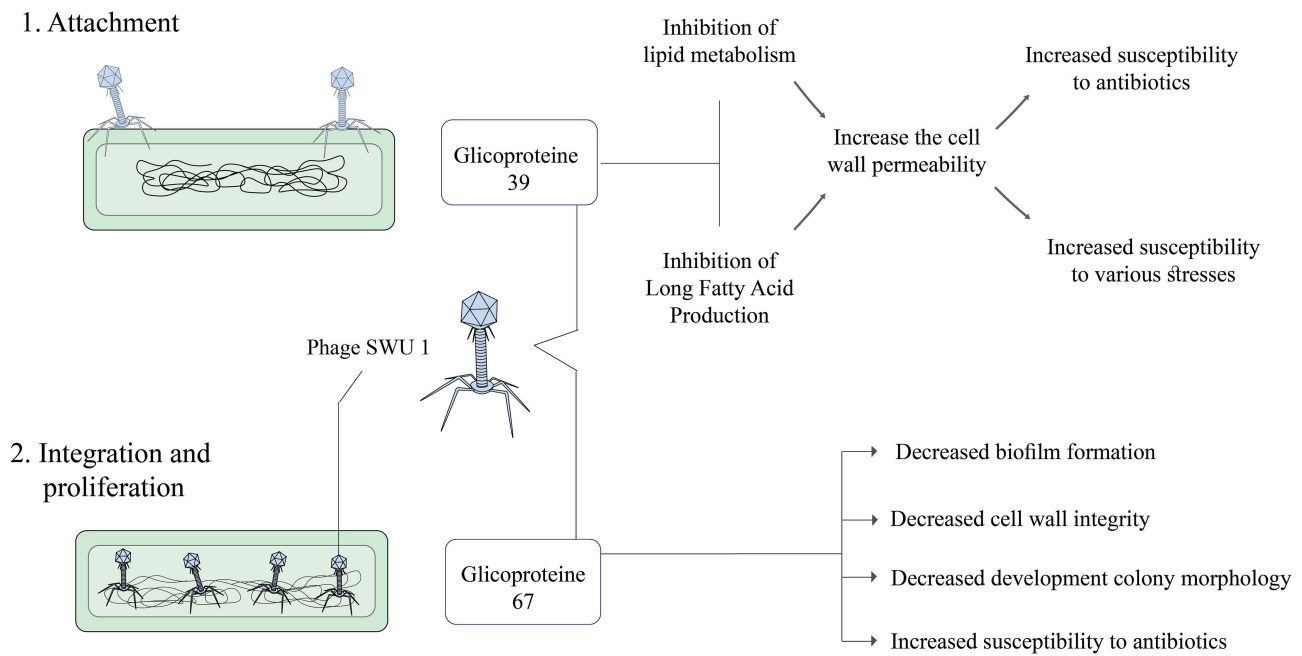 1. Attachment
Inhibition of
lipid metabolism
Increased susceptibility
to antibiotics
Glicoproteine
39
Increase the cell
wall permeability
Inhibition of
Long Fatty Acid
Production
Increased susceptibility
to various stresses
Phage SWU 1
2. Integration and
proliferation
Glicoproteine
67
Decreased biofilm formation
Decreased cell wall integrity
Decreased development colony morphology
Increased susceptibility to antibiotics